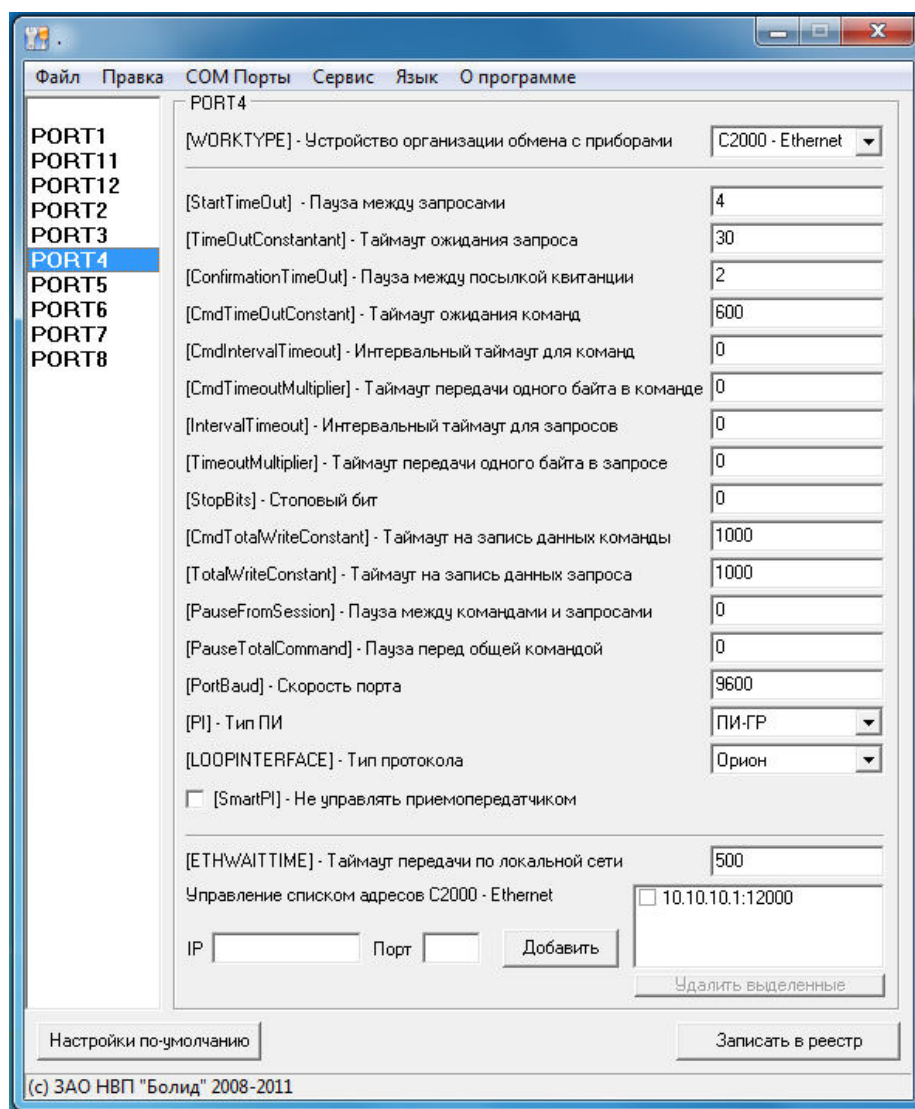 .
Файл Правка COM Порты Сервис Язык О программе
PORT1
PORT11
PORT12
PORT2
PORT3
PORT4
PORT5
PORT6
PORT7
PORT8
PORT4
[WORKTYPE] - Устройство организации обмена с приборами C2000 - Ethernet
[StartTimeOut] - Пауза между запросами 4
[TimeOutConstantant] - Таймаут ожидания запроса 30
[ConfirmationTimeOut] - Пауза между посылкой квитанции 2
[CmdTimeOutConstant] - Таймаут ожидания команд 600
[CmdIntervalTimeout] - Интервальный таймаут для команд 0
[CmdTimeoutMultiplier] - Таймаут передачи одного байта в команде 0
[IntervalTimeout] - Интервальный таймаут для запросов 0
[TimeoutMultiplier] - Таймаут передачи одного байта в запросе 0
[StopBits] - Стоповый бит 0
[CmdTotalWriteConstant] - Таймаут на запись данных команды 1000
[TotalWriteConstant] - Таймаут на запись данных запроса 1000
[PauseFromSession] - Пауза между командами и запросами 0
[PauseTotalCommand] - Пауза перед общей командой 0
[PortBaud] - Скорость порта 9600
[PI] - Тип ПИ ПИ-ГР
[LOOPINTERFACE] - Тип протокола Орион
[SmartPI] - Не управлять приемопередатчиком
[ETHWAITTIME] - Таймаут передачи по локальной сети 500
Управление списком адресов C2000 - Ethernet 10.10.10.1:12000
IP Порт Добавить
Удалить выделенные
Настройки по-умолчанию Записать в реестр
(c) ЗАО НВП "Болид" 2008-2011